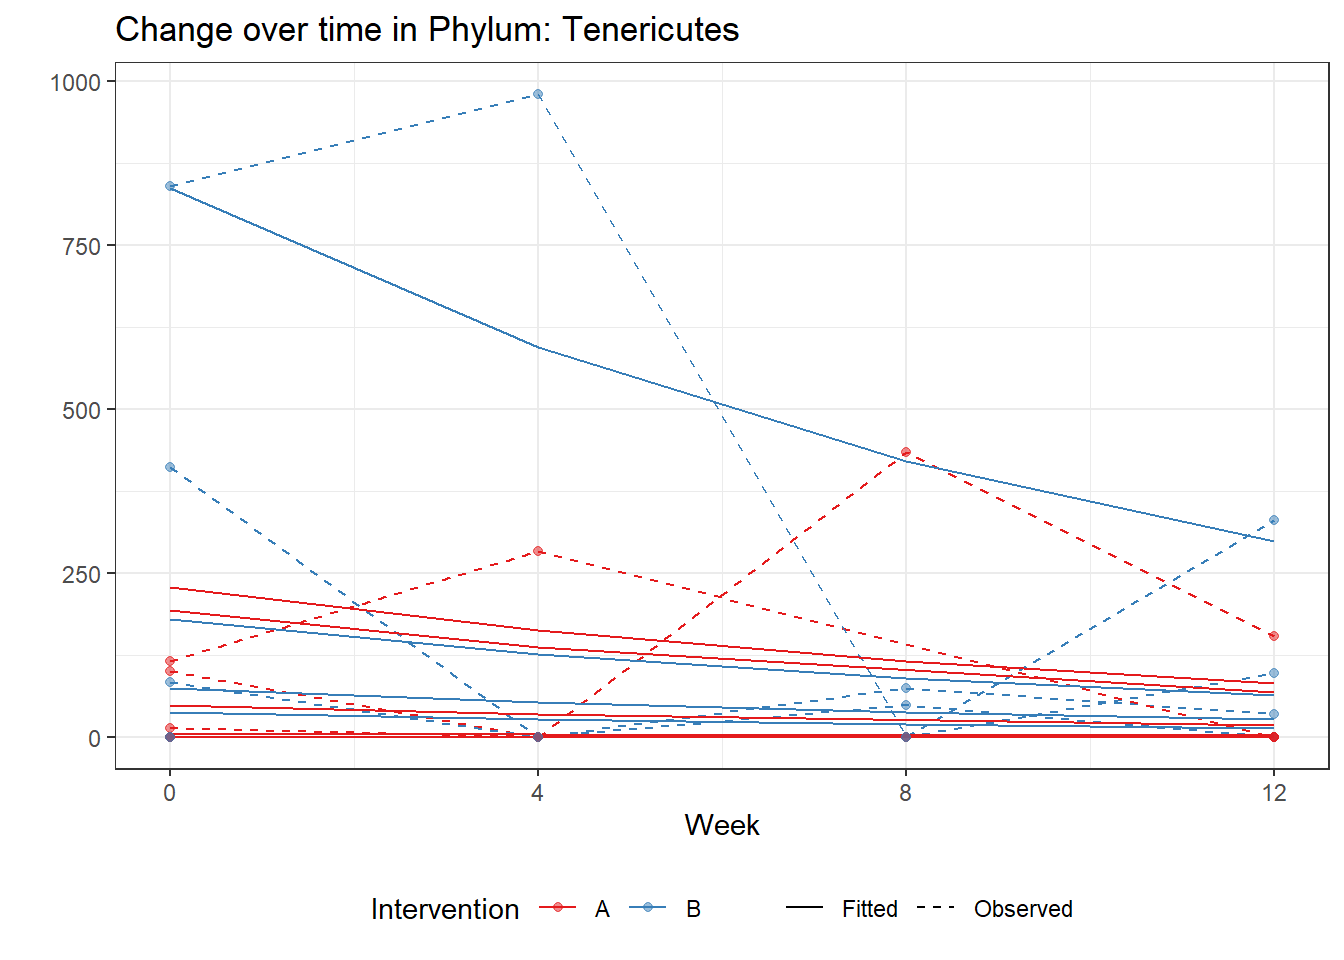 Change over time in Phylum: Tenericutes
1000
750
500
250
0
0 4 8 12
Week
Intervention A B Fitted Observed